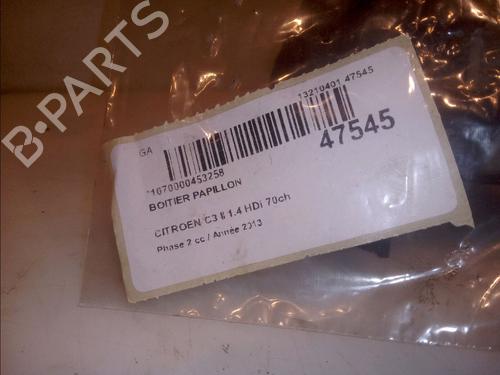 B-PARTS
GA
13210401 47545
47545
*1670000453258
BOITIER PAPILLON
CITROEN C3 II 1.4 HDi 70ch
Phase 2 cc / Année 2013